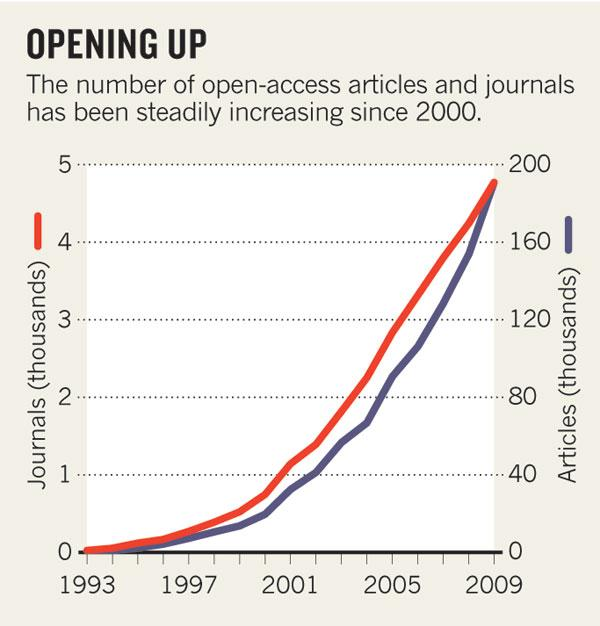 OPENING UP
The number of open-access articles and journals
has been steadily increasing since 2000.
5
4
3
2
1
0
Journals (thousands)
200
160
120
80
40
0
Articles (thousands)
1993 1997 2001 2005 2009